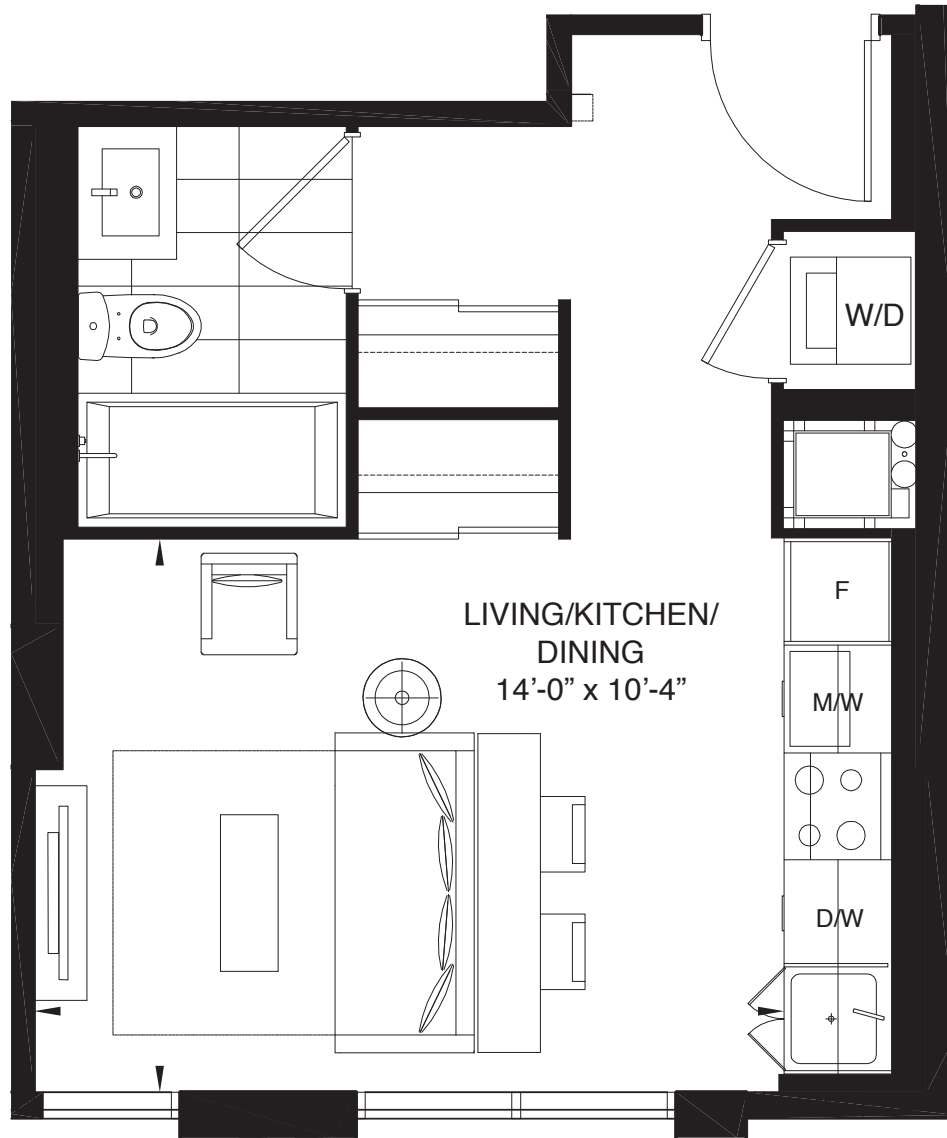 W/D
F
LIVING/KITCHEN/
DINING
14’-0” x 10’-4”
M/W
D/W